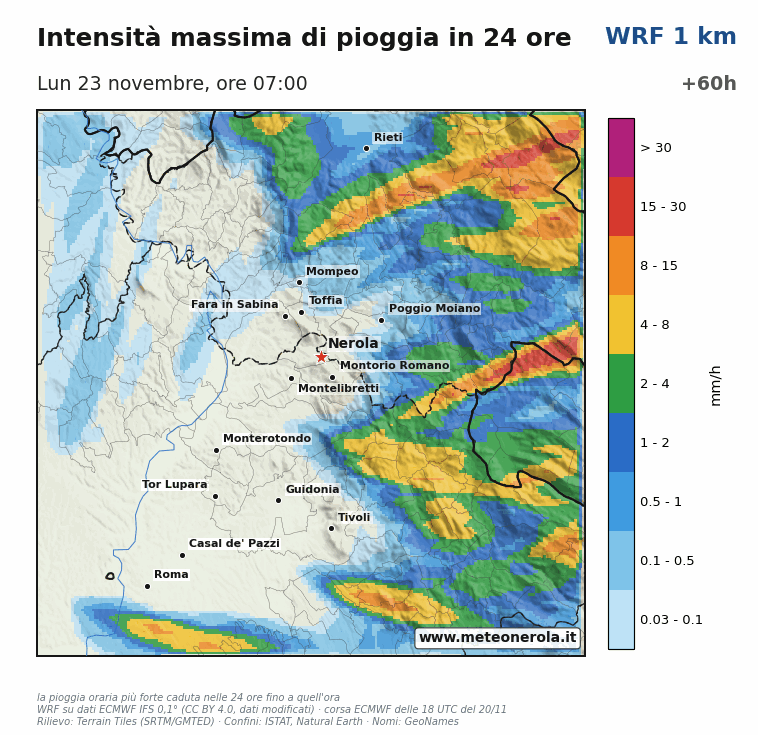 Intensità massima di pioggia in 24 ore
WRF 1 km
Lun 23 novembre, ore 07:00
+60h
Rieti
Mompeo
Fara in Sabina
Toffia
Poggio Moiano
Nerola
Montorio Romano
Montelibretti
Monterotondo
Tor Lupara
Guidonia
Tivoli
Casal de' Pazzi
Roma
www.meteonerola.it
> 30
15 - 30
8 - 15
4 - 8
2 - 4
1 - 2
0.5 - 1
0.1 - 0.5
0.03 - 0.1
mm/h
la pioggia oraria più forte caduta nelle 24 ore fino a quell'ora
WRF su dati ECMWF IFS 0,1° (CC BY 4.0, dati modificati) · corsa ECMWF delle 18 UTC del 20/11
Rilievo: Terrain Tiles (SRTM/GMTED) · Confini: ISTAT, Natural Earth · Nomi: GeoNames